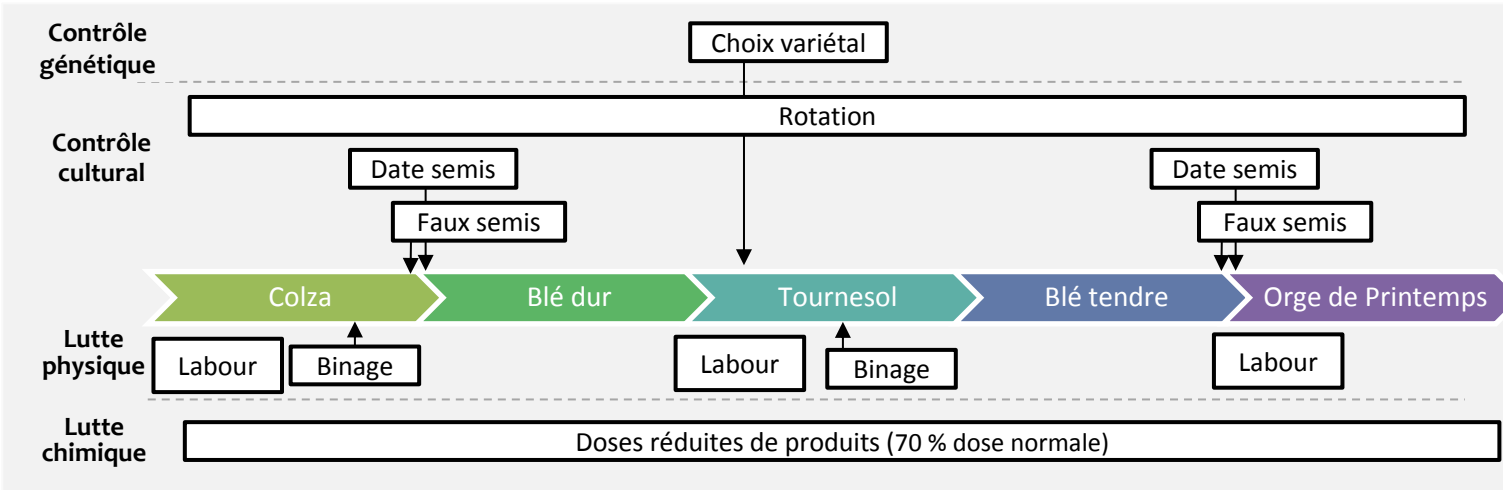 Contrôle
génétique
Choix variétal
Rotation
Contrôle
cultural
Date semis
Date semis
Faux semis
Faux semis
Colza
Blé dur
Tournesol
Blé tendre
Orge de Printemps
Lutte
physique
Labour
Binage
Labour
Binage
Labour
Lutte
chimique
Doses réduites de produits (70 % dose normale)